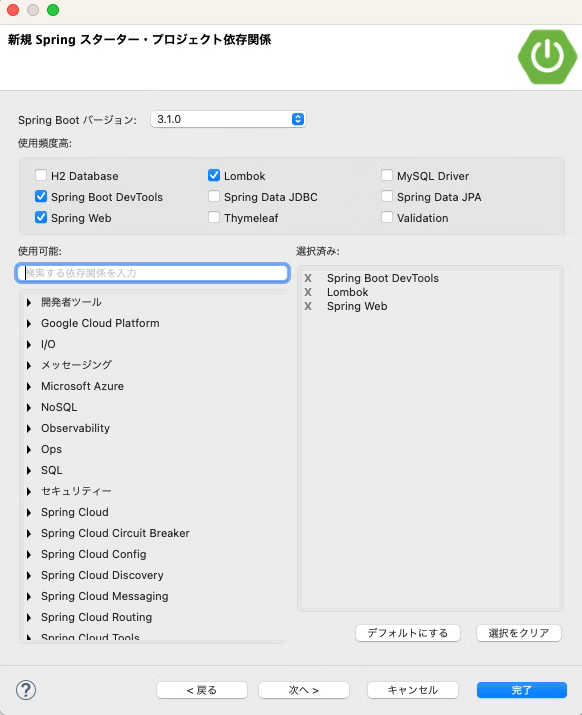 新規 Spring スターター・プロジェクト依存関係
Spring Boot バージョン: 3.1.0
使用頻度高:
H2 Database Lombok MySQL Driver
Spring Boot DevTools Spring Data JDBC Spring Data JPA
Spring Web Thymeleaf Validation
使用可能: 選択済み:
検索する依存関係を入力
X Spring Boot DevTools
X Lombok
X Spring Web
開発者ツール
Google Cloud Platform
I/O
メッセージング
Microsoft Azure
NoSQL
Observability
Ops
SQL
セキュリティー
Spring Cloud
Spring Cloud Circuit Breaker
Spring Cloud Config
Spring Cloud Discovery
Spring Cloud Messaging
Spring Cloud Routing
Spring Cloud Tools
デフォルトにする 選択をクリア
? < 戻る 次へ > キャンセル 完了